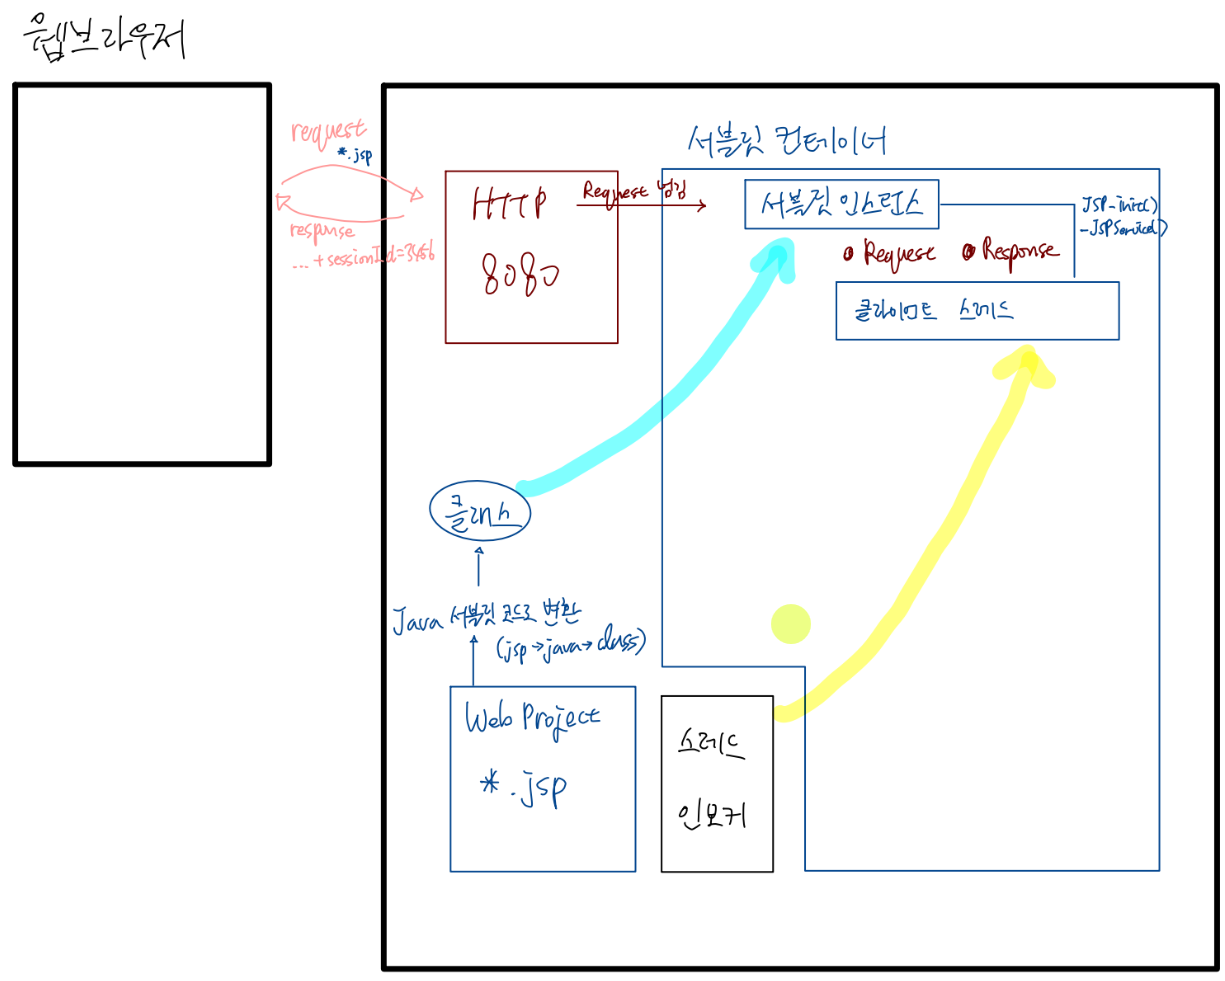 웹브라우저
request
*.jsp
response
... + sessionId=3456
HTTP
8080
Request 넘김
서블릿 컨테이너
서블릿 인스턴스
JSP-init()
-JSPService()
Request
Response
클라이언트 스레드
클래스
Java 서블릿 코드로 변환
(jsp→java→class)
Web Project
*.jsp
스레드
인보커